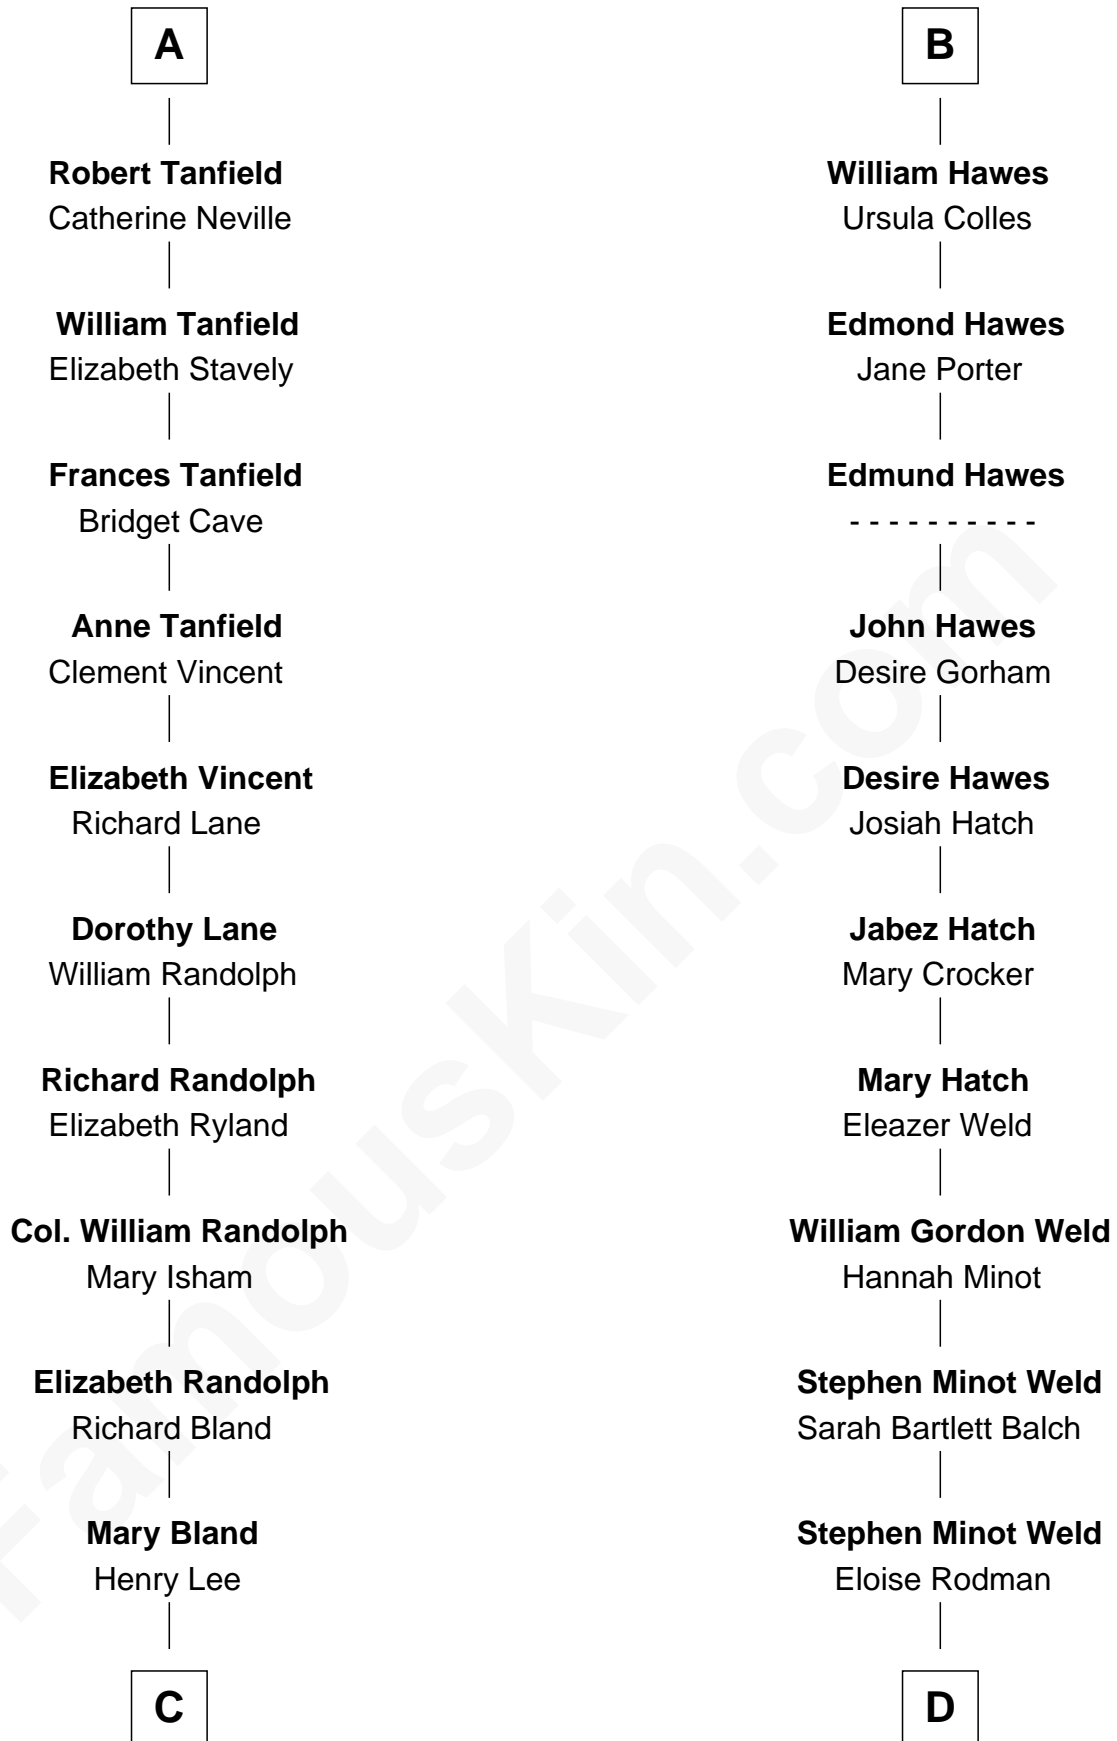 A
Robert Tanfield
Catherine Neville
William Tanfield
Elizabeth Stavely
Frances Tanfield
Bridget Cave
Anne Tanfield
Clement Vincent
Elizabeth Vincent
Richard Lane
Dorothy Lane
William Randolph
Richard Randolph
Elizabeth Ryland
Col. William Randolph
Mary Isham
Elizabeth Randolph
Richard Bland
Mary Bland
Henry Lee
C
B
William Hawes
Ursula Colles
Edmond Hawes
Jane Porter
Edmund Hawes
- - - - - - - - - -
John Hawes
Desire Gorham
Desire Hawes
Josiah Hatch
Jabez Hatch
Mary Crocker
Mary Hatch
Eleazer Weld
William Gordon Weld
Hannah Minot
Stephen Minot Weld
Sarah Bartlett Balch
Stephen Minot Weld
Eloise Rodman
D
FamousKin.com